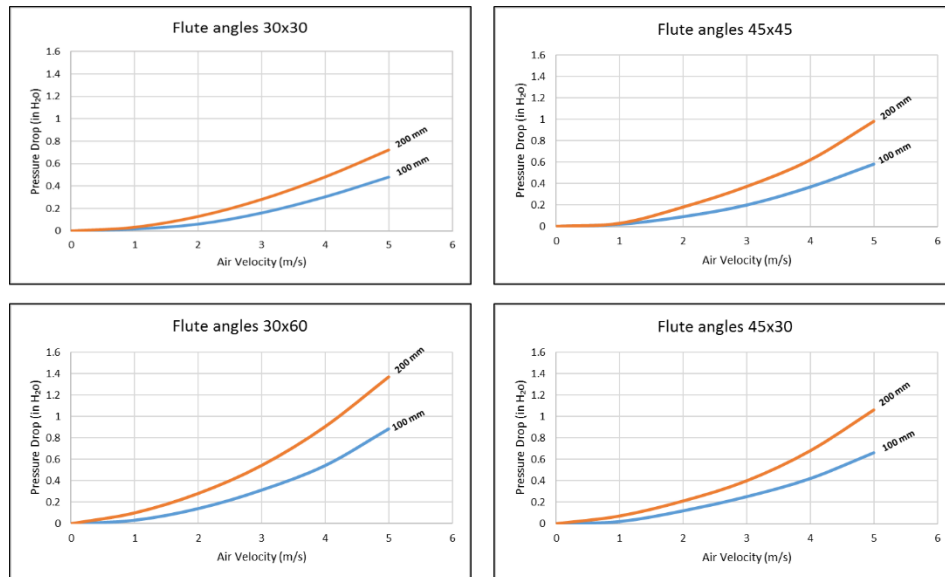 Flute angles 30x30
Pressure Drop (in H₂o)
1.6
1.4
1.2
1
0.8
0.6
0.4
0.2
0
200 mm
100 mm
0 1 2 3 4 5 6
Air Velocity (m/s)
Flute angles 45x45
Pressure Drop (in H₂o)
1.6
1.4
1.2
1
0.8
0.6
0.4
0.2
0
200 mm
100 mm
0 1 2 3 4 5 6
Air Velocity (m/s)
Flute angles 30x60
Pressure Drop (in H₂o)
1.6
1.4
1.2
1
0.8
0.6
0.4
0.2
0
200 mm
100 mm
0 1 2 3 4 5 6
Air Velocity (m/s)
Flute angles 45x30
Pressure Drop (in H₂o)
1.6
1.4
1.2
1
0.8
0.6
0.4
0.2
0
200 mm
100 mm
0 1 2 3 4 5 6
Air Velocity (m/s)